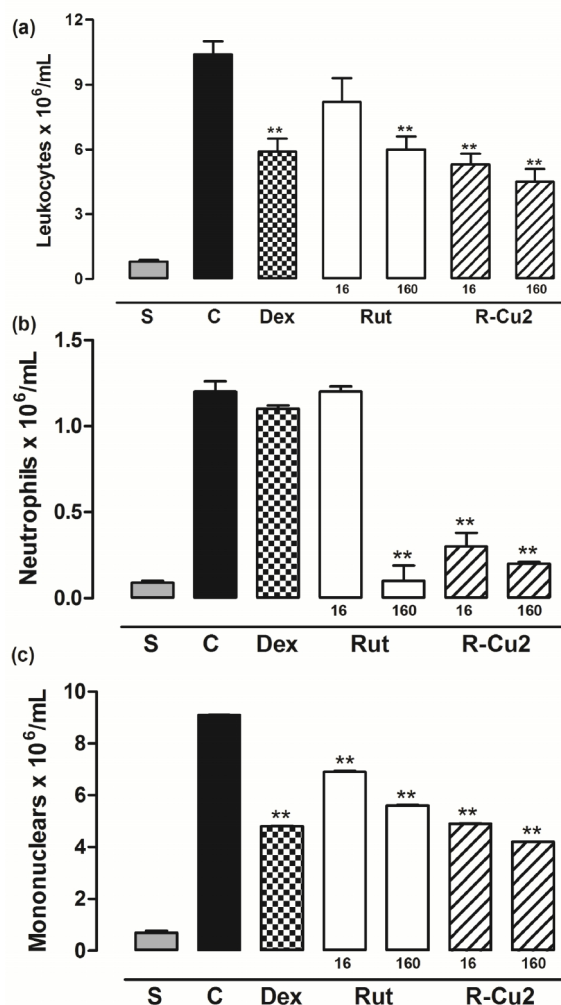 (a)
Leukocytes x 10⁶/mL
12
9
6
3
0
** ** ** **
16 160 16 160
S C Dex Rut R-Cu2
(b)
Neutrophils x 10⁶/mL
1.5
1.0
0.5
0.0
** ** **
16 160 16 160
S C Dex Rut R-Cu2
(c)
Mononuclears x 10⁶/mL
10
8
6
4
2
0
** ** ** ** **
16 160 16 160
S C Dex Rut R-Cu2